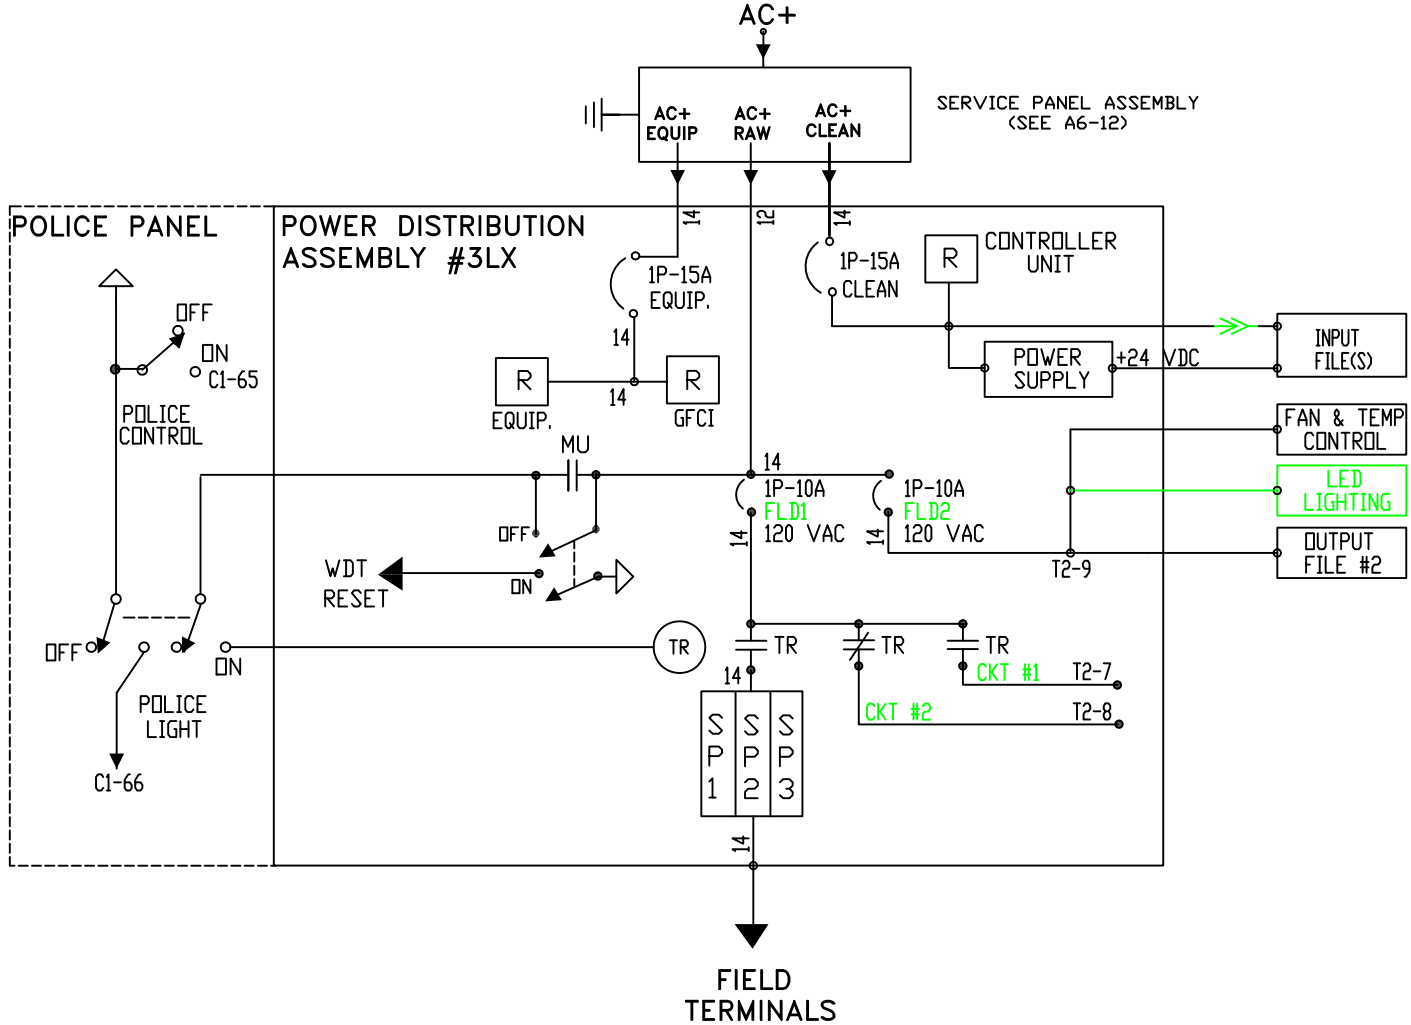 AC+
SERVICE PANEL ASSEMBLY
(SEE A6-12)
AC+
EQUIP
AC+
RAW
AC+
CLEAN
POLICE PANEL
POWER DISTRIBUTION
ASSEMBLY #3LX
14
12
14
1P-15A
EQUIP.
14
1P-15A
CLEAN
R
CONTROLLER
UNIT
OFF
ON
C1-65
POLICE
CONTROL
R
EQUIP.
14
R
GFCI
POWER
SUPPLY
+24 VDC
INPUT
FILE(S)
FAN & TEMP
CONTROL
LED
LIGHTING
OUTPUT
FILE #2
MU
14
1P-10A
FLD1
120 VAC
14
1P-10A
FLD2
120 VAC
14
T2-9
OFF
ON
WDT
RESET
OFF
ON
POLICE
LIGHT
C1-66
TR
TR
TR
TR
14
CKT #1
T2-7
CKT #2
T2-8
SP1
SP2
SP3
14
FIELD
TERMINALS